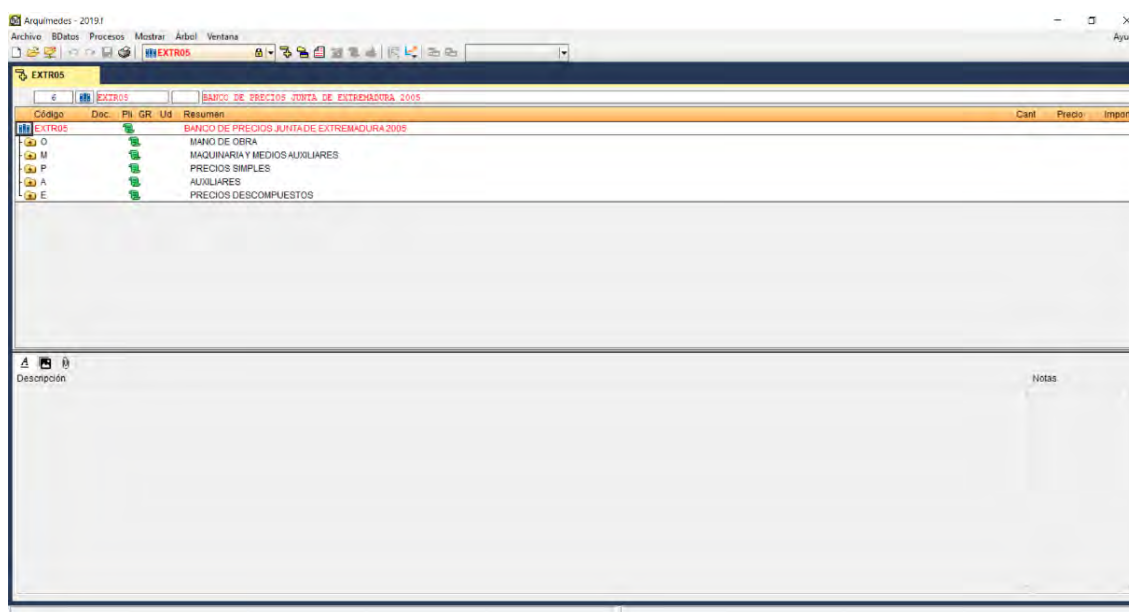 Arquimedes - 2019.f
Archivo BDatos Procesos Mostrar Árbol Ventana Ayu
EXTR05
EXTR05
6 EXTR05 BANCO DE PRECIOS JUNTA DE EXTREMADURA 2005
Código Doc. Pli GR Ud Resumen Cant Precio Impor
EXTR05 BANCO DE PRECIOS JUNTA DE EXTREMADURA 2005
O MANO DE OBRA
M MAQUINARIA Y MEDIOS AUXILIARES
P PRECIOS SIMPLES
A AUXILIARES
E PRECIOS DESCOMPUESTOS
A
Descripción Notas